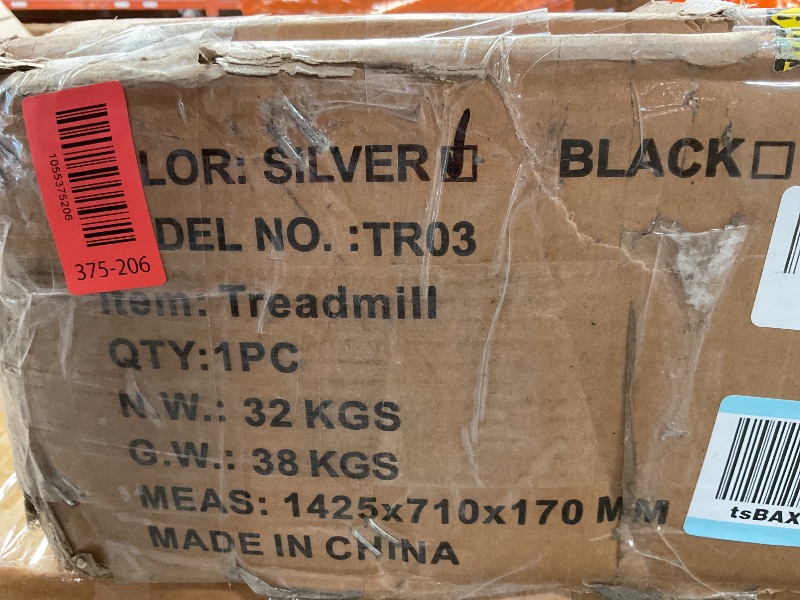 LOR: SILVER BLACK
DEL NO. :TR03
Item: Treadmill
QTY:1PC
N.W.: 32 KGS
G.W.: 38 KGS
MEAS: 1425x710x170 MM
MADE IN CHINA
1055375206
375-206
tsBAX